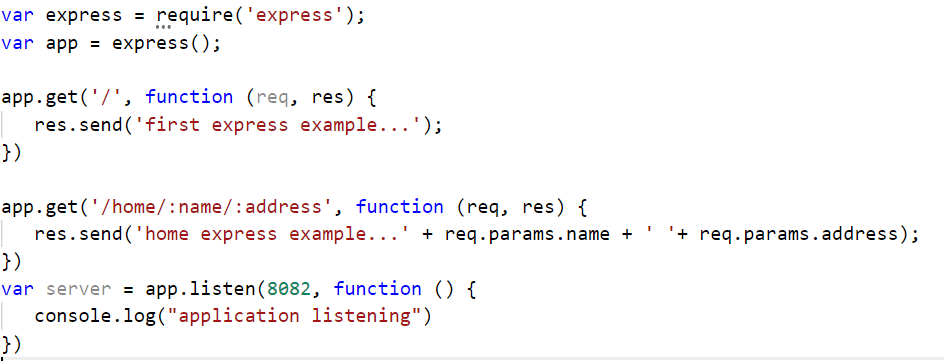 var express = require('express');
var app = express();
app.get('/', function (req, res) {
res.send('first express example...');
})
app.get('/home/:name/:address', function (req, res) {
res.send('home express example...' + req.params.name + ' '+ req.params.address);
})
var server = app.listen(8082, function () {
console.log("application listening")
})